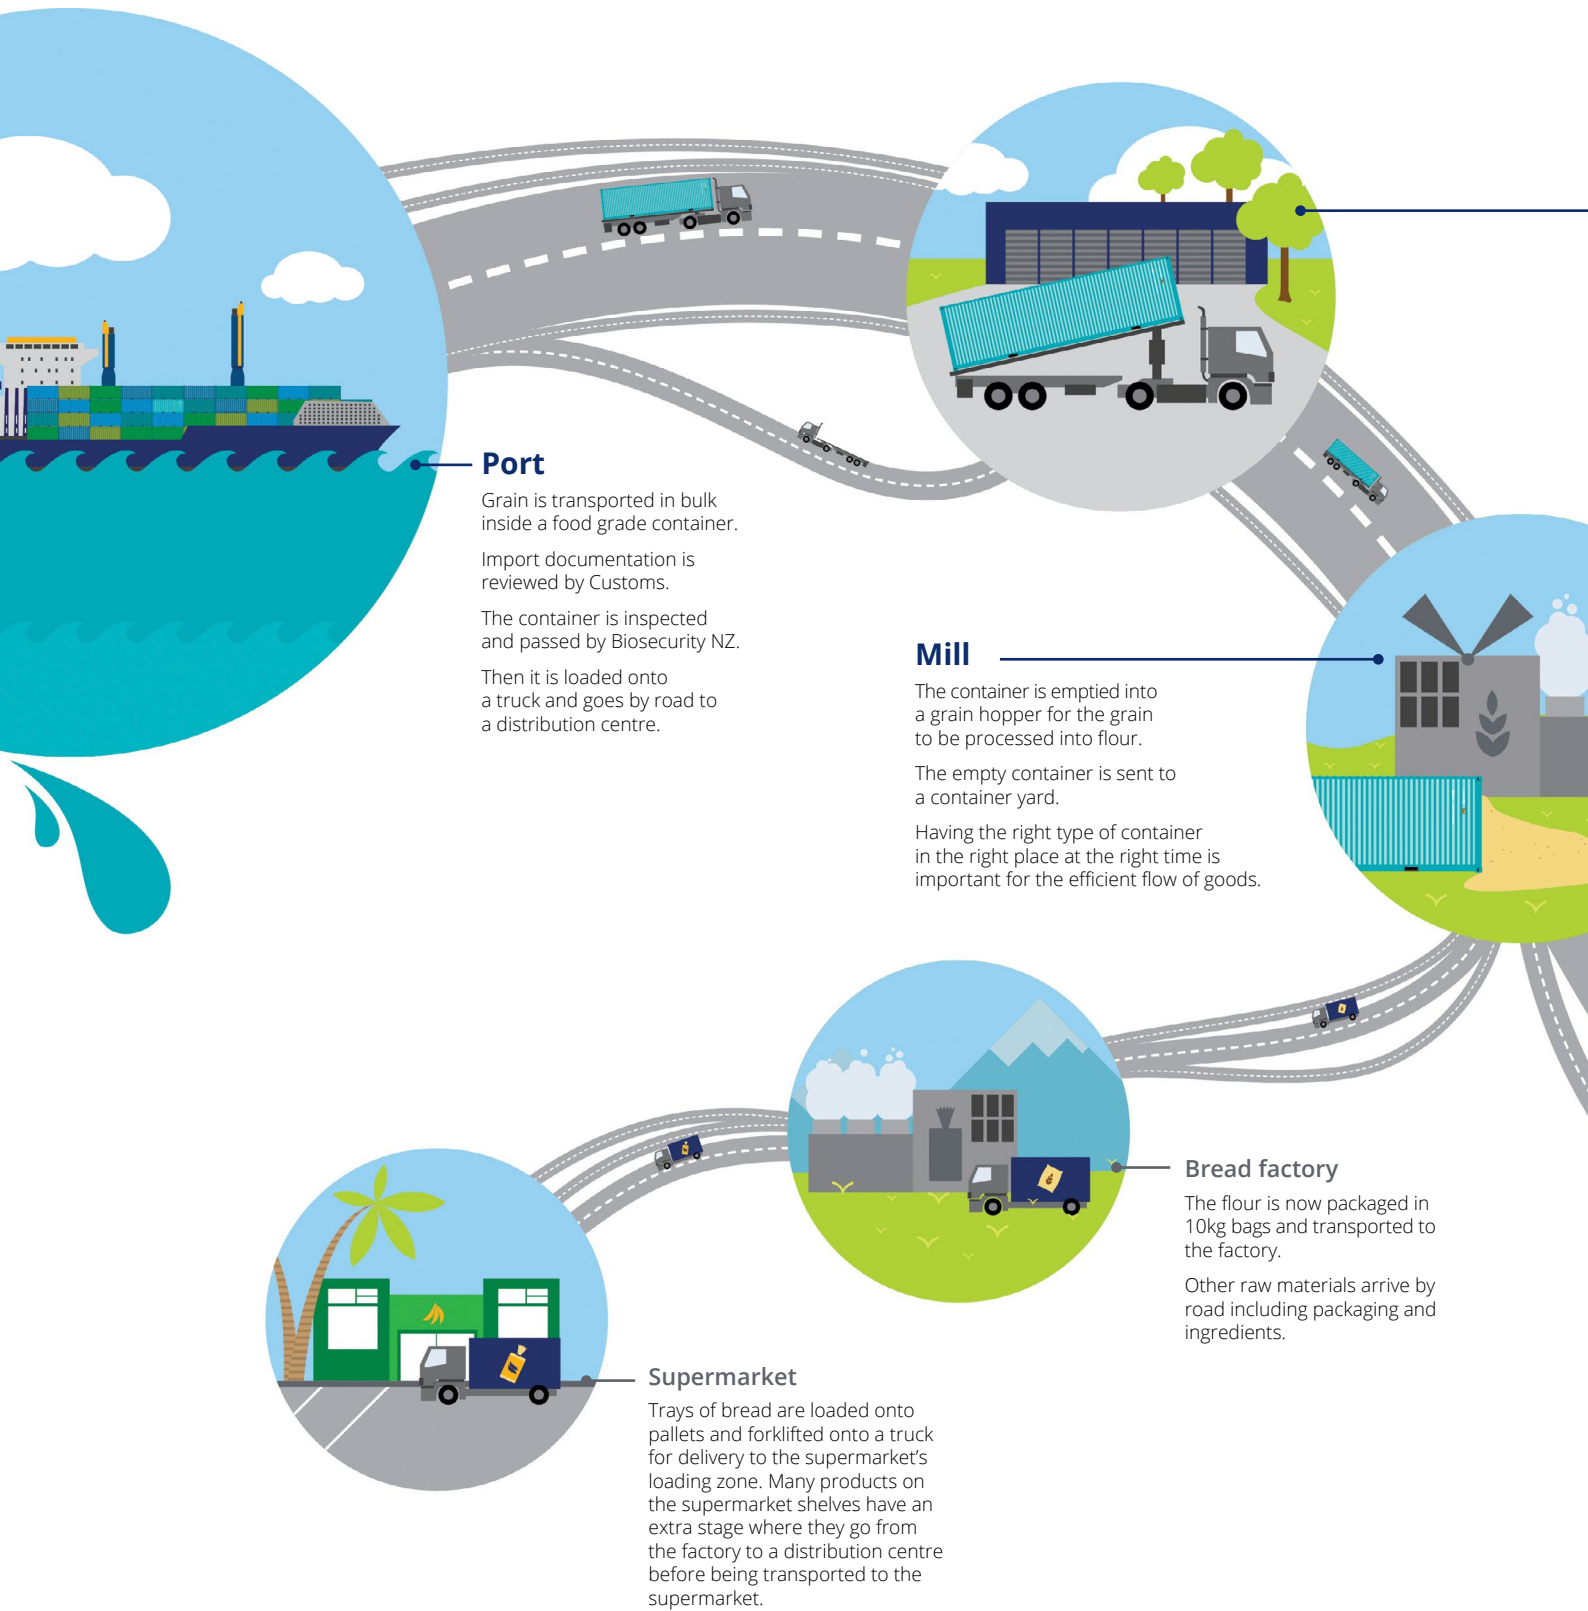 Port
Grain is transported in bulk
inside a food grade container.
Import documentation is
reviewed by Customs.
The container is inspected
and passed by Biosecurity NZ.
Then it is loaded onto
a truck and goes by road to
a distribution centre.
Mill
The container is emptied into
a grain hopper for the grain
to be processed into flour.
The empty container is sent to
a container yard.
Having the right type of container
in the right place at the right time is
important for the efficient flow of goods.
Bread factory
The flour is now packaged in
10kg bags and transported to
the factory.
Other raw materials arrive by
road including packaging and
ingredients.
Supermarket
Trays of bread are loaded onto
pallets and forklifted onto a truck
for delivery to the supermarket’s
loading zone. Many products on
the supermarket shelves have an
extra stage where they go from
the factory to a distribution centre
before being transported to the
supermarket.